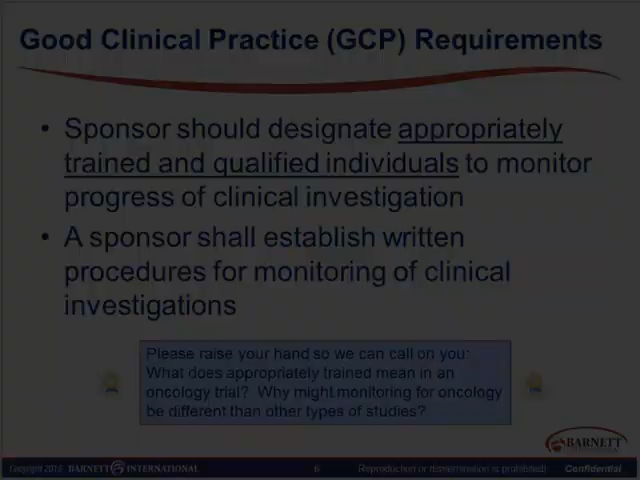 Good Clinical Practice (GCP) Requirements
• Sponsor should designate appropriately
trained and qualified individuals to monitor
progress of clinical investigation
• A sponsor shall establish written
procedures for monitoring of clinical
investigations
Please raise your hand so we can call on you:
What does appropriately trained mean in an
oncology trial? Why might monitoring for oncology
be different than other types of studies?
BARNETT
Copyright 2015 BARNETT INTERNATIONAL 6 Reproduction or dissemination is prohibited! Confidential